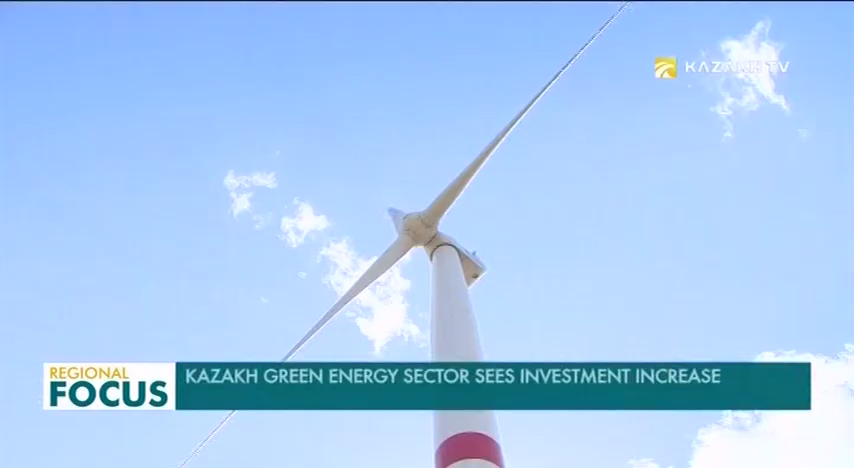 KAZAKH TV
REGIONAL
FOCUS
KAZAKH GREEN ENERGY SECTOR SEES INVESTMENT INCREASE